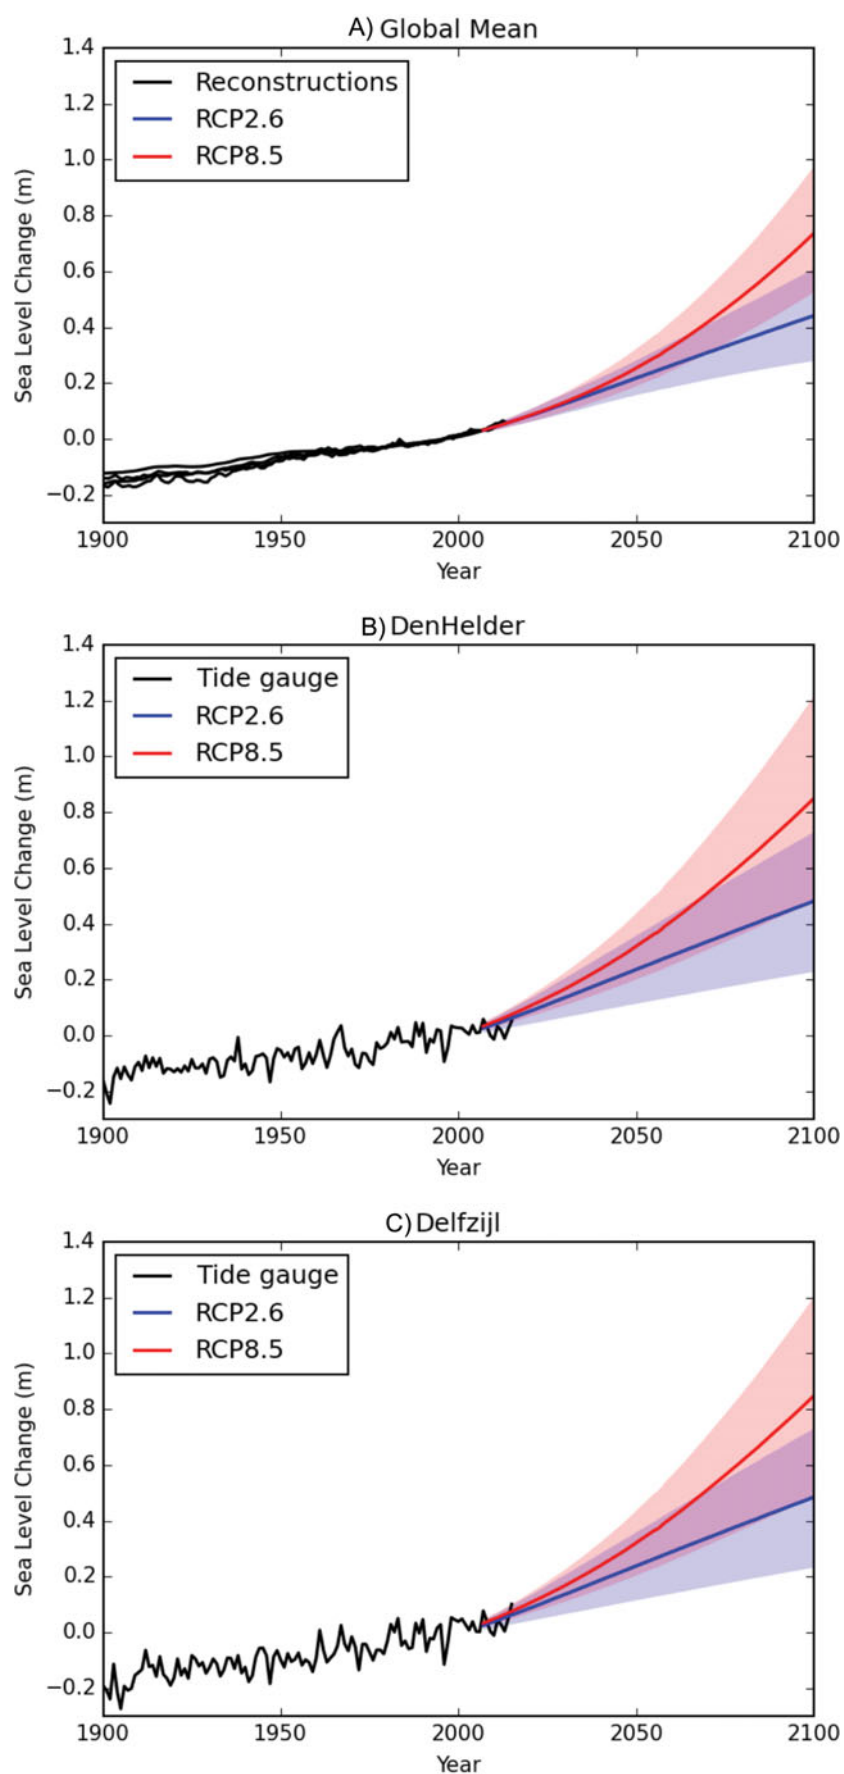 A) Global Mean
1.4
1.2
1.0
0.8
0.6
0.4
0.2
0.0
−0.2
Sea Level Change (m)
Reconstructions
RCP2.6
RCP8.5
1900 1950 2000 2050 2100
Year
B) DenHelder
1.4
1.2
1.0
0.8
0.6
0.4
0.2
0.0
−0.2
Sea Level Change (m)
Tide gauge
RCP2.6
RCP8.5
1900 1950 2000 2050 2100
Year
C) Delfzijl
1.4
1.2
1.0
0.8
0.6
0.4
0.2
0.0
−0.2
Sea Level Change (m)
Tide gauge
RCP2.6
RCP8.5
1900 1950 2000 2050 2100
Year